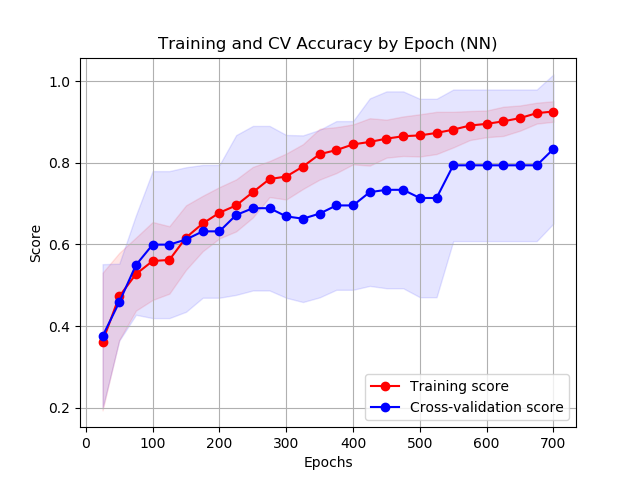 Training and CV Accuracy by Epoch (NN)
1.0
0.8
0.6
0.4
0.2
Score
0 100 200 300 400 500 600 700
Epochs
Training score
Cross-validation score